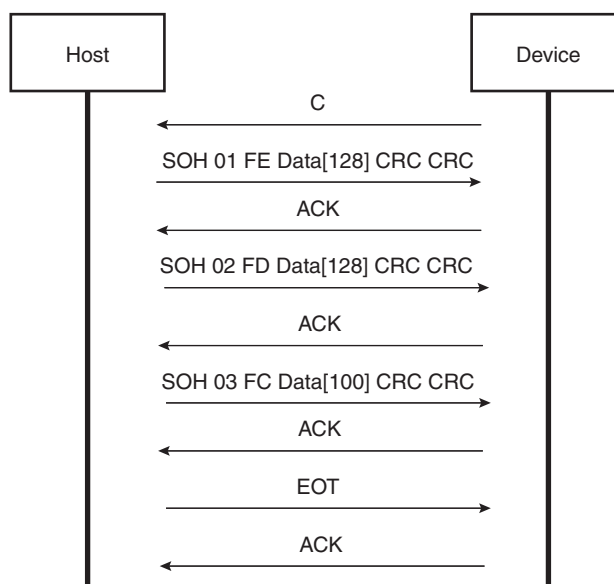 Host
Device
C
SOH 01 FE Data[128] CRC CRC
ACK
SOH 02 FD Data[128] CRC CRC
ACK
SOH 03 FC Data[100] CRC CRC
ACK
EOT
ACK